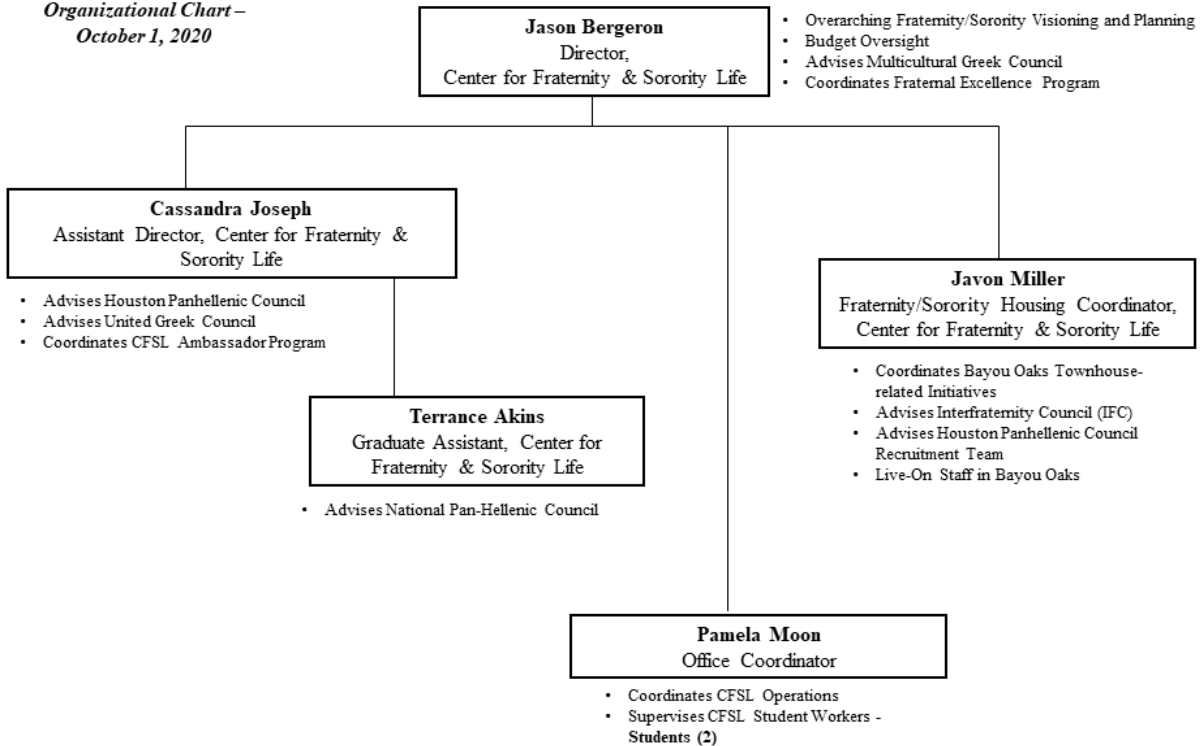 Organizational Chart –
October 1, 2020
Jason Bergeron
Director,
Center for Fraternity & Sorority Life
• Overarching Fraternity/Sorority Visioning and Planning
• Budget Oversight
• Advises Multicultural Greek Council
• Coordinates Fraternal Excellence Program
Cassandra Joseph
Assistant Director, Center for Fraternity &
Sorority Life
• Advises Houston Panhellenic Council
• Advises United Greek Council
• Coordinates CFSL Ambassador Program
Javon Miller
Fraternity/Sorority Housing Coordinator,
Center for Fraternity & Sorority Life
• Coordinates Bayou Oaks Townhouse-
related Initiatives
• Advises Interfraternity Council (IFC)
• Advises Houston Panhellenic Council
Recruitment Team
• Live-On Staff in Bayou Oaks
Terrance Akins
Graduate Assistant, Center for
Fraternity & Sorority Life
• Advises National Pan-Hellenic Council
Pamela Moon
Office Coordinator
• Coordinates CFSL Operations
• Supervises CFSL Student Workers -
Students (2)